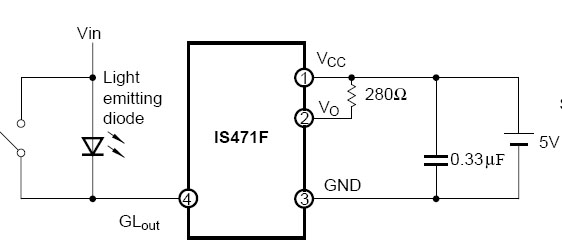 Vin
Light
emitting
diode
GLout
IS471F
1
VCC
280Ω
2
VO
0.33µF
5V
4
3
GND